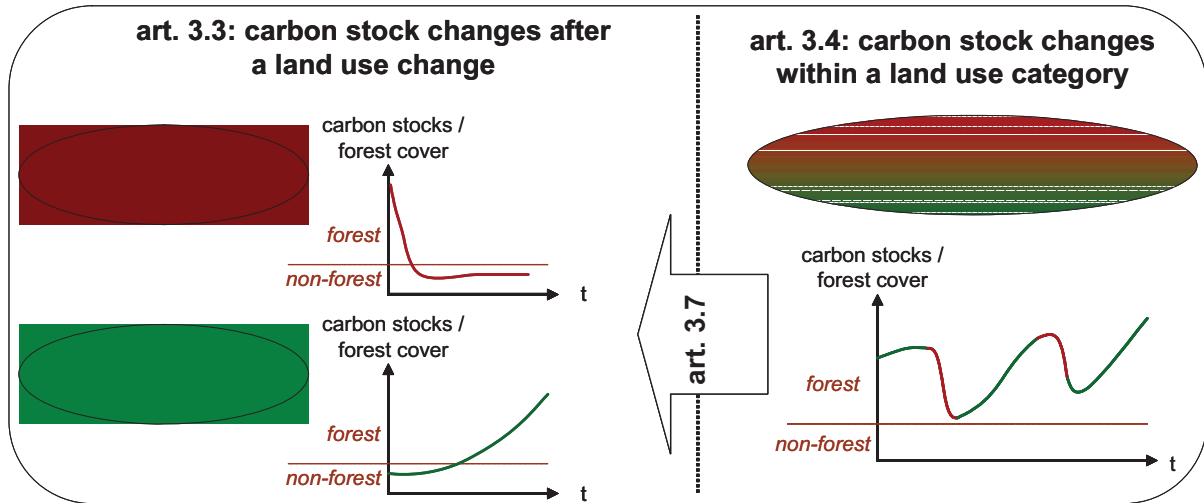 art. 3.3: carbon stock changes after
a land use change
carbon stocks /
forest cover
forest
non-forest
t
carbon stocks /
forest cover
forest
non-forest
t
art. 3.7
art. 3.4: carbon stock changes
within a land use category
carbon stocks /
forest cover
forest
non-forest
t